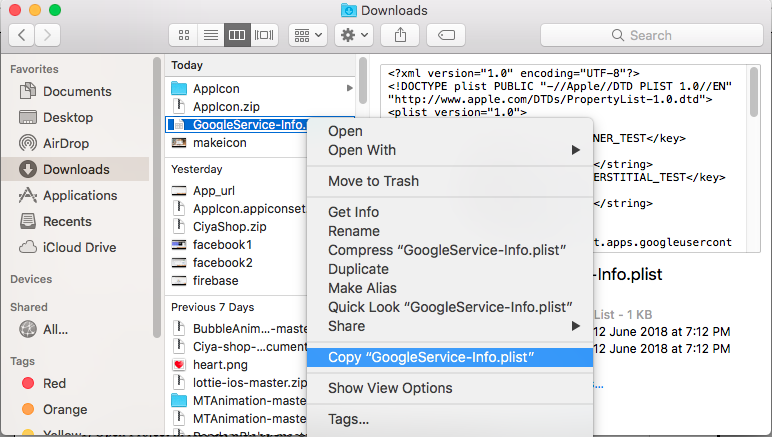 Downloads
Search
Favorites
Documents
Desktop
AirDrop
Downloads
Applications
Recents
iCloud Drive
Devices
Shared
All...
Tags
Red
Orange
Yellow
Today
AppIcon
AppIcon.zip
GoogleService-Info.
makeicon
Yesterday
App_url
AppIcon.appiconset
CiyaShop.zip
facebook1
facebook2
firebase
Previous 7 Days
BubbleAnim...-maste
Ciya-shop-...cument
heart.png
lottie-ios-master.zip
MTAnimation-master
MTAnimation-master
Open
Open With
Move to Trash
Get Info
Rename
Compress “GoogleService-Info.plist”
Duplicate
Make Alias
Quick Look “GoogleService-Info.plist”
Share
Copy “GoogleService-Info.plist”
Show View Options
Tags...
<?xml version="1.0" encoding="UTF-8"?>
<!DOCTYPE plist PUBLIC "-//Apple//DTD PLIST 1.0//EN"
"http://www.apple.com/DTDs/PropertyList-1.0.dtd">
<plist version="1.0">
NER_TEST</key>
</string>
ERSTITIAL_TEST</key>
</string>
t.apps.googleusercont
-Info.plist
List - 1 KB
12 June 2018 at 7:12 PM
12 June 2018 at 7:12 PM